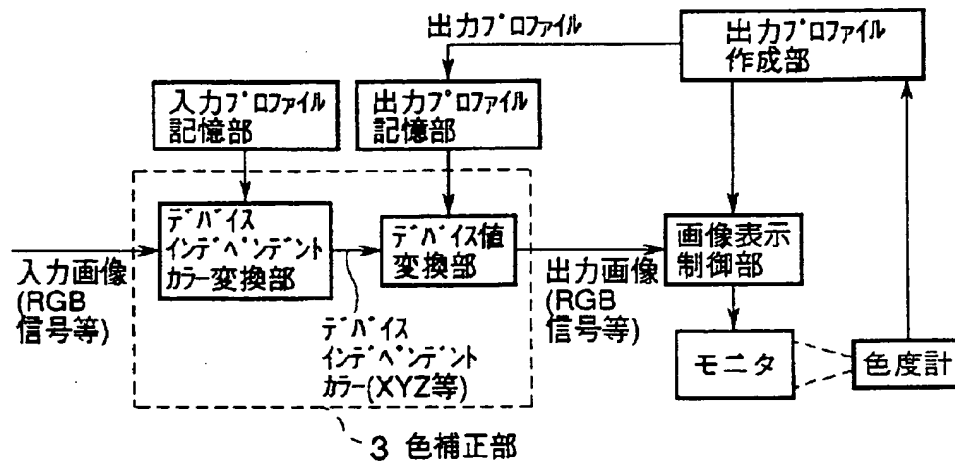 出力プロファイル
出力プロファイル
作成部
入力プロファイル
記憶部
出力プロファイル
記憶部
デバイス
インデペンデント
カラー変換部
デバイス値
変換部
画像表示
制御部
入力画像
(RGB
信号等)
出力画像
(RGB
信号等)
デバイス
インデペンデント
カラー(XYZ等)
モニタ
色度計
3 色補正部